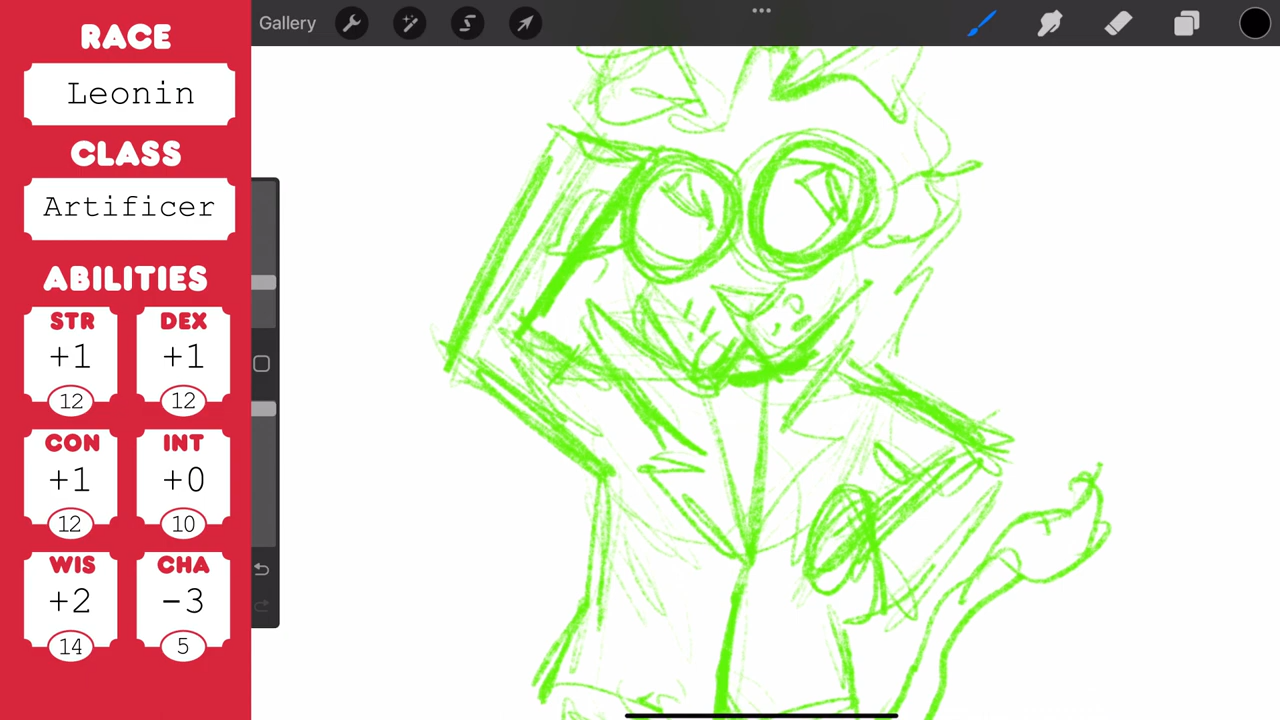 RACE
Leonin
CLASS
Artificer
ABILITIES
STR DEX
+1 +1
12 12
CON INT
+1 +0
12 10
WIS CHA
+2 -3
14 5
Gallery